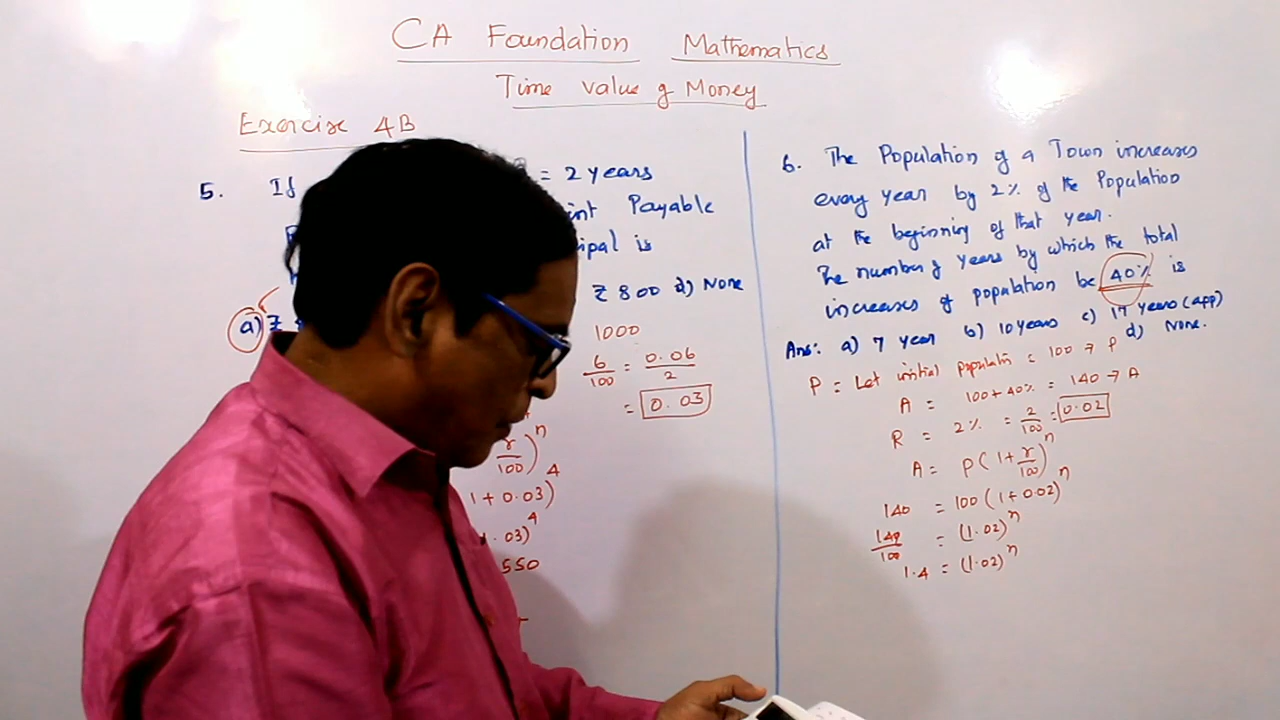 CA Foundation Mathematics
Time Value of Money
Exercise 4B
5. If = 2 years
Payable
is
₹ 800 d) None
a) ₹
1000
6/100 = 0.06/2
= 0.03
r/100)^n
1 + 0.03)^4
.03)^4
550
6. The Population of a Town increases
every year by 2% of the Population
at the beginning of that year.
The number of years by which the total
increases of population be 40% is
Ans: a) 7 year b) 10 years c) 17 years (app)
d) None.
P = Let initial population = 100 → P
A = 100 + 40% = 140 → A
R = 2% = 2/100 = 0.02
A = P(1 + r/100)^n
140 = 100 (1 + 0.02)^n
140/100 = (1.02)^n
1.4 = (1.02)^n